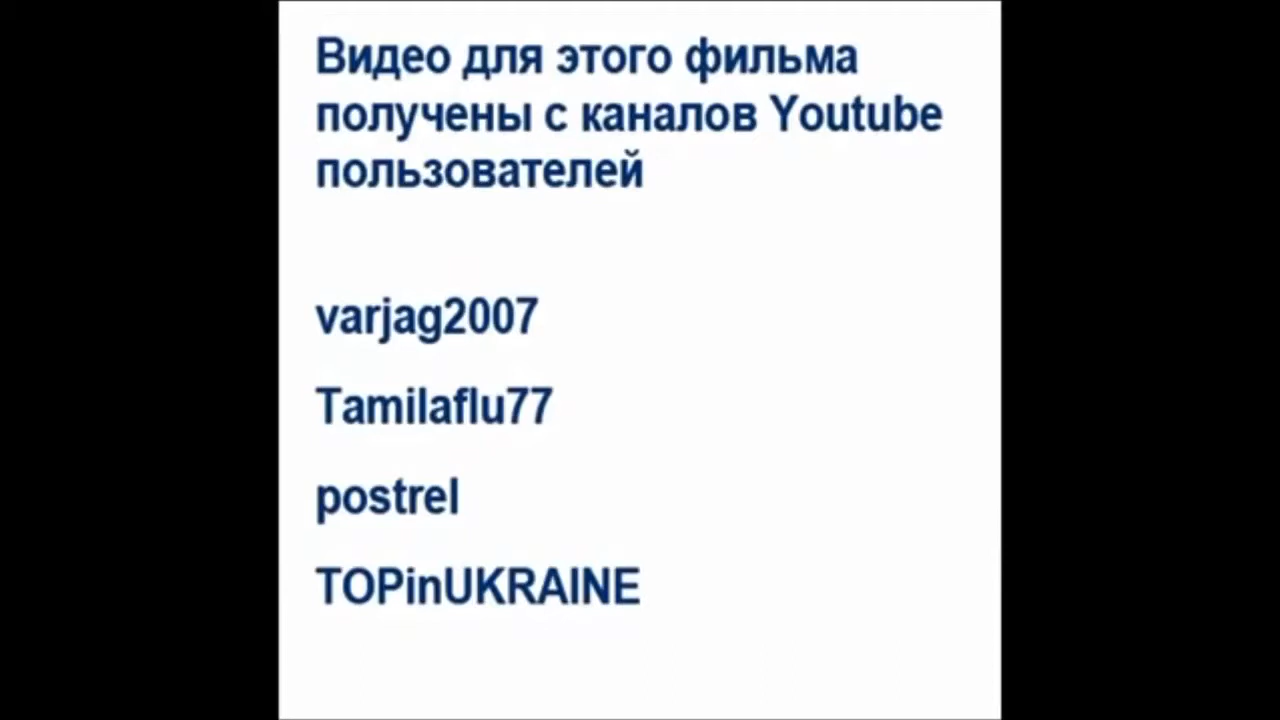 Видео для этого фильма
получены с каналов Youtube
пользователей
varjag2007
Tamilaflu77
postrel
TOPinUKRAINE